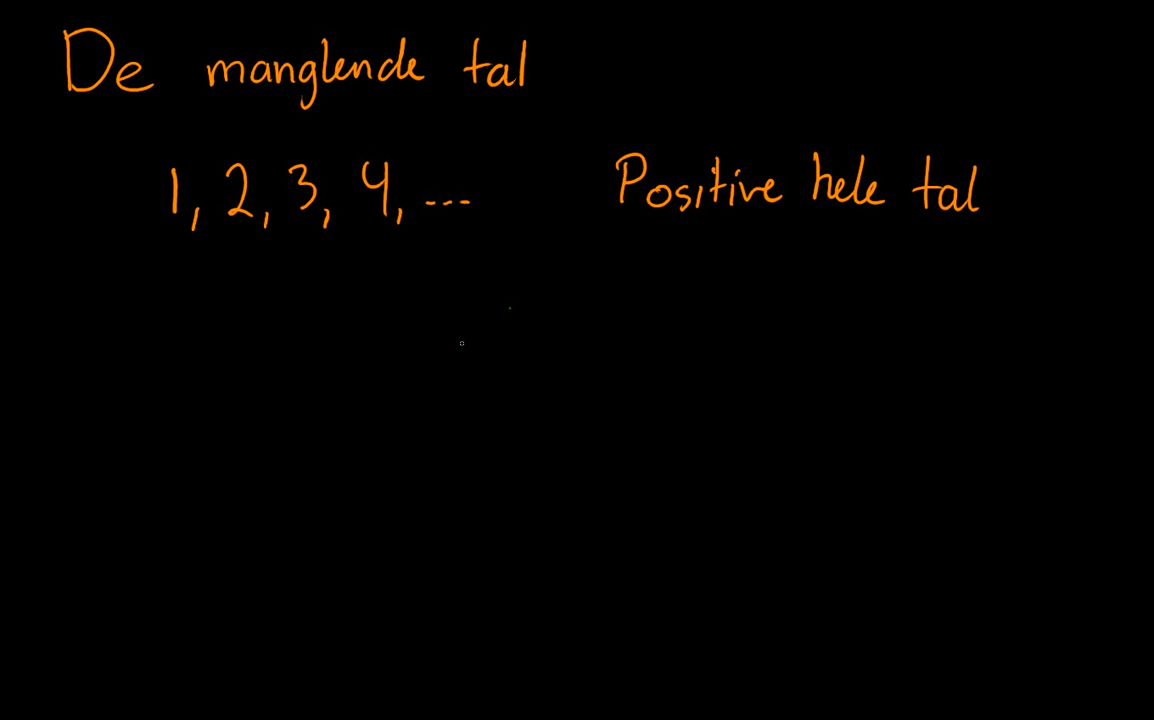 De manglende tal
1, 2, 3, 4, --- Positive hele tal